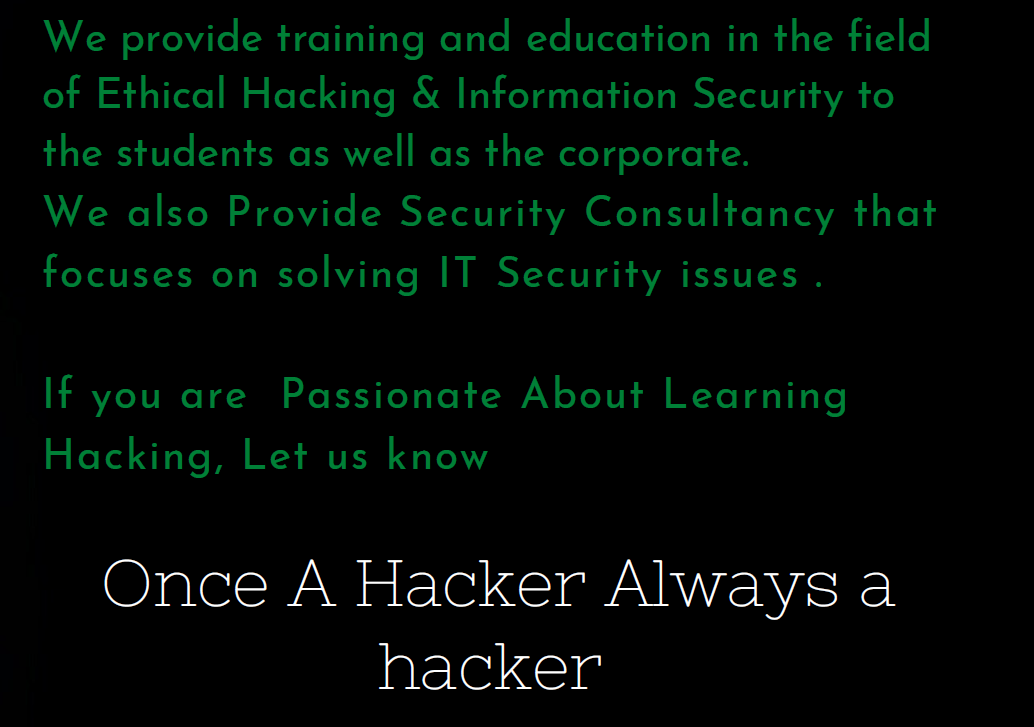 We provide training and education in the field
of Ethical Hacking & Information Security to
the students as well as the corporate.
We also Provide Security Consultancy that
focuses on solving IT Security issues .
If you are  Passionate About Learning
Hacking, Let us know
Once A Hacker Always a
hacker